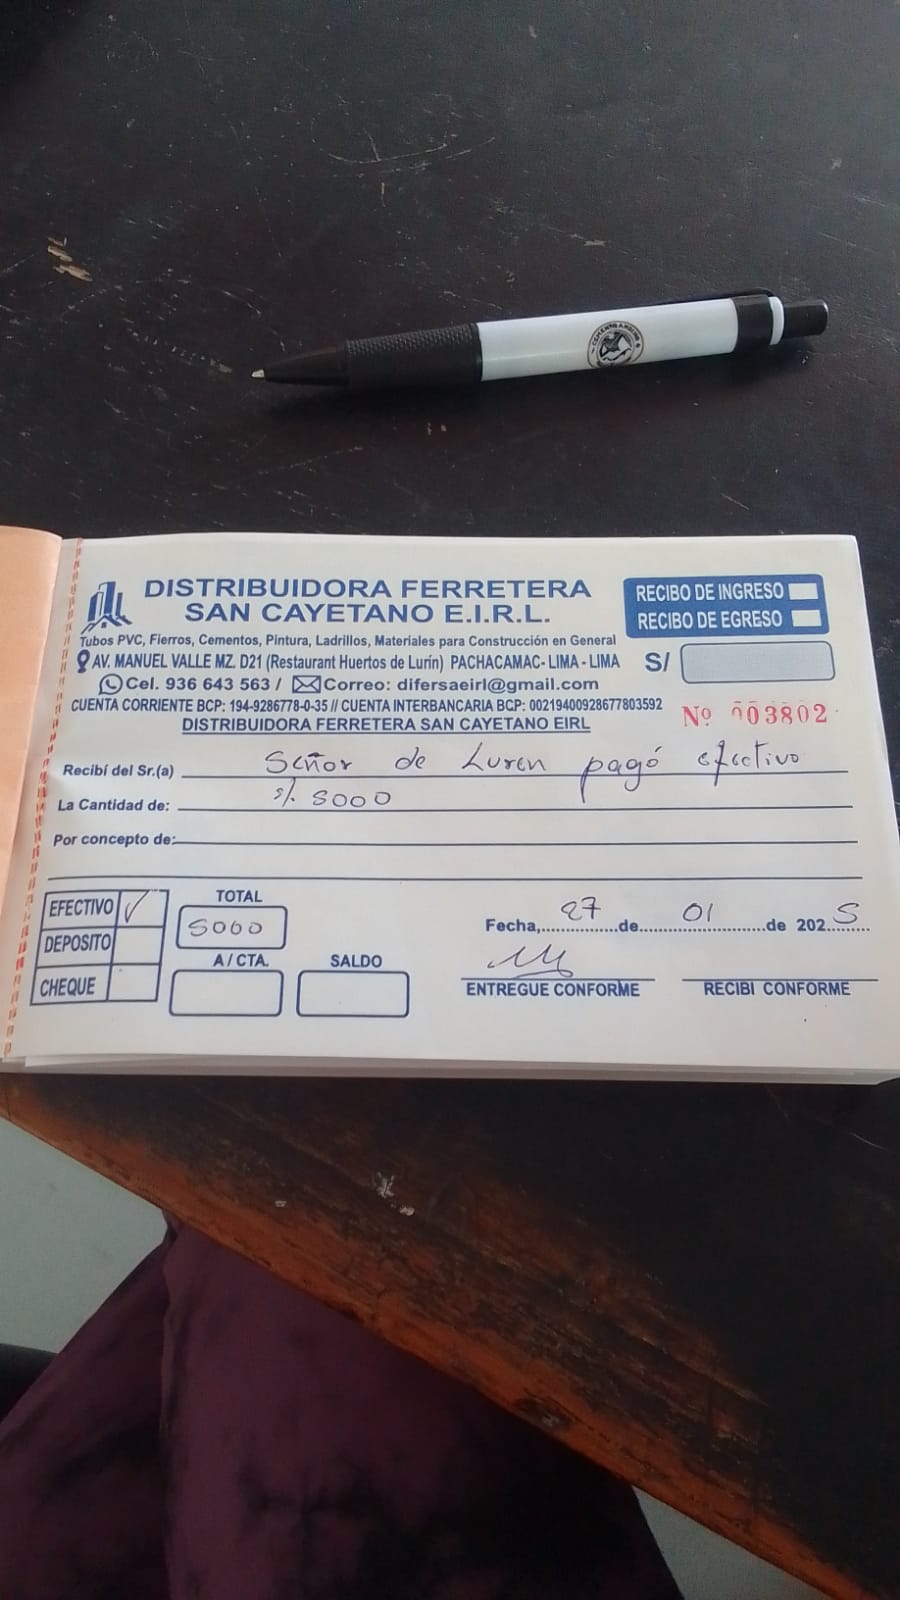 CEMENTO ANDINO
DISTRIBUIDORA FERRETERA
SAN CAYETANO E.I.R.L.
Tubos PVC, Fierros, Cementos, Pintura, Ladrillos, Materiales para Construcción en General
AV. MANUEL VALLE MZ. D21 (Restaurant Huertos de Lurín) PACHACAMAC- LIMA - LIMA
Cel. 936 643 563 / Correo: difersaeirl@gmail.com
CUENTA CORRIENTE BCP: 194-9286778-0-35 // CUENTA INTERBANCARIA BCP: 00219400928677803592
DISTRIBUIDORA FERRETERA SAN CAYETANO EIRL
RECIBO DE INGRESO
RECIBO DE EGRESO
S/
Nº 003802
Recibí del Sr.(a) Señor de Luren pagó efectivo
La Cantidad de: s/. 5000
Por concepto de:
EFECTIVO ✓
DEPOSITO
CHEQUE
TOTAL
5000
A / CTA.
SALDO
Fecha, 27 de 01 de 2025
ENTREGUE CONFORME
RECIBI CONFORME